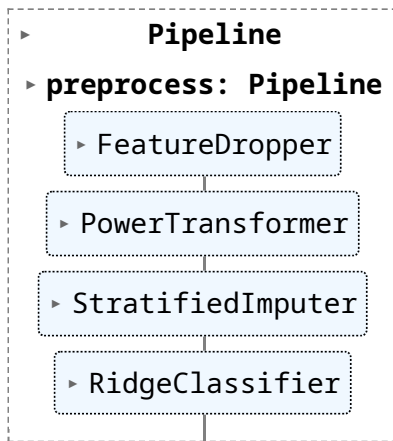 Pipeline
preprocess: Pipeline
FeatureDropper
PowerTransformer
StratifiedImputer
RidgeClassifier